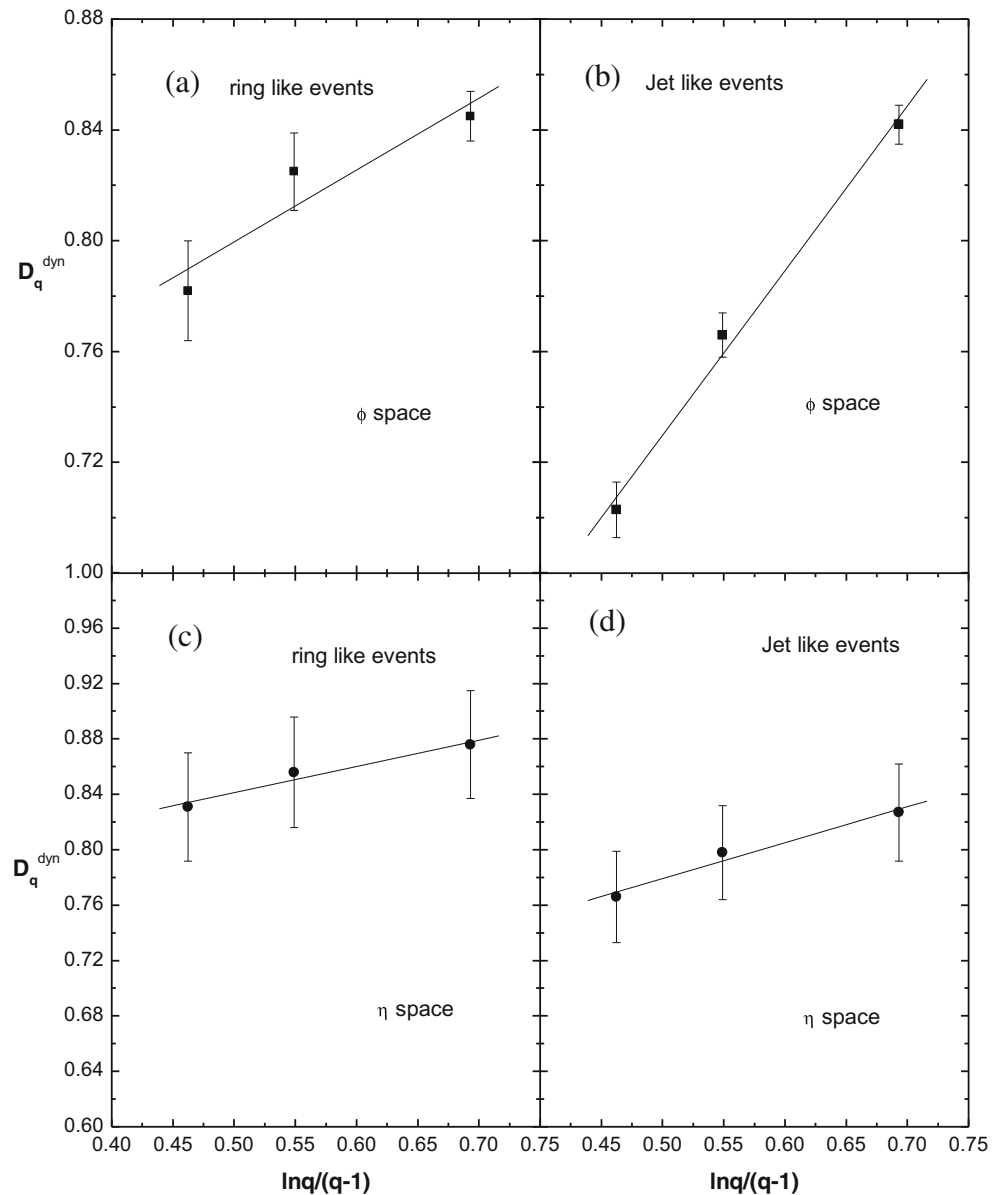 0.88
(a) ring like events
(b) Jet like events
0.84
0.80
D_q^dyn
0.76
φ space
φ space
0.72
1.00
0.96
(c) ring like events
(d) Jet like events
0.92
0.88
0.84
0.80
D_q^dyn
0.76
0.72
0.68
η space
η space
0.64
0.60
0.40 0.45 0.50 0.55 0.60 0.65 0.70 0.75 0.45 0.50 0.55 0.60 0.65 0.70 0.75
lnq/(q-1) lnq/(q-1)